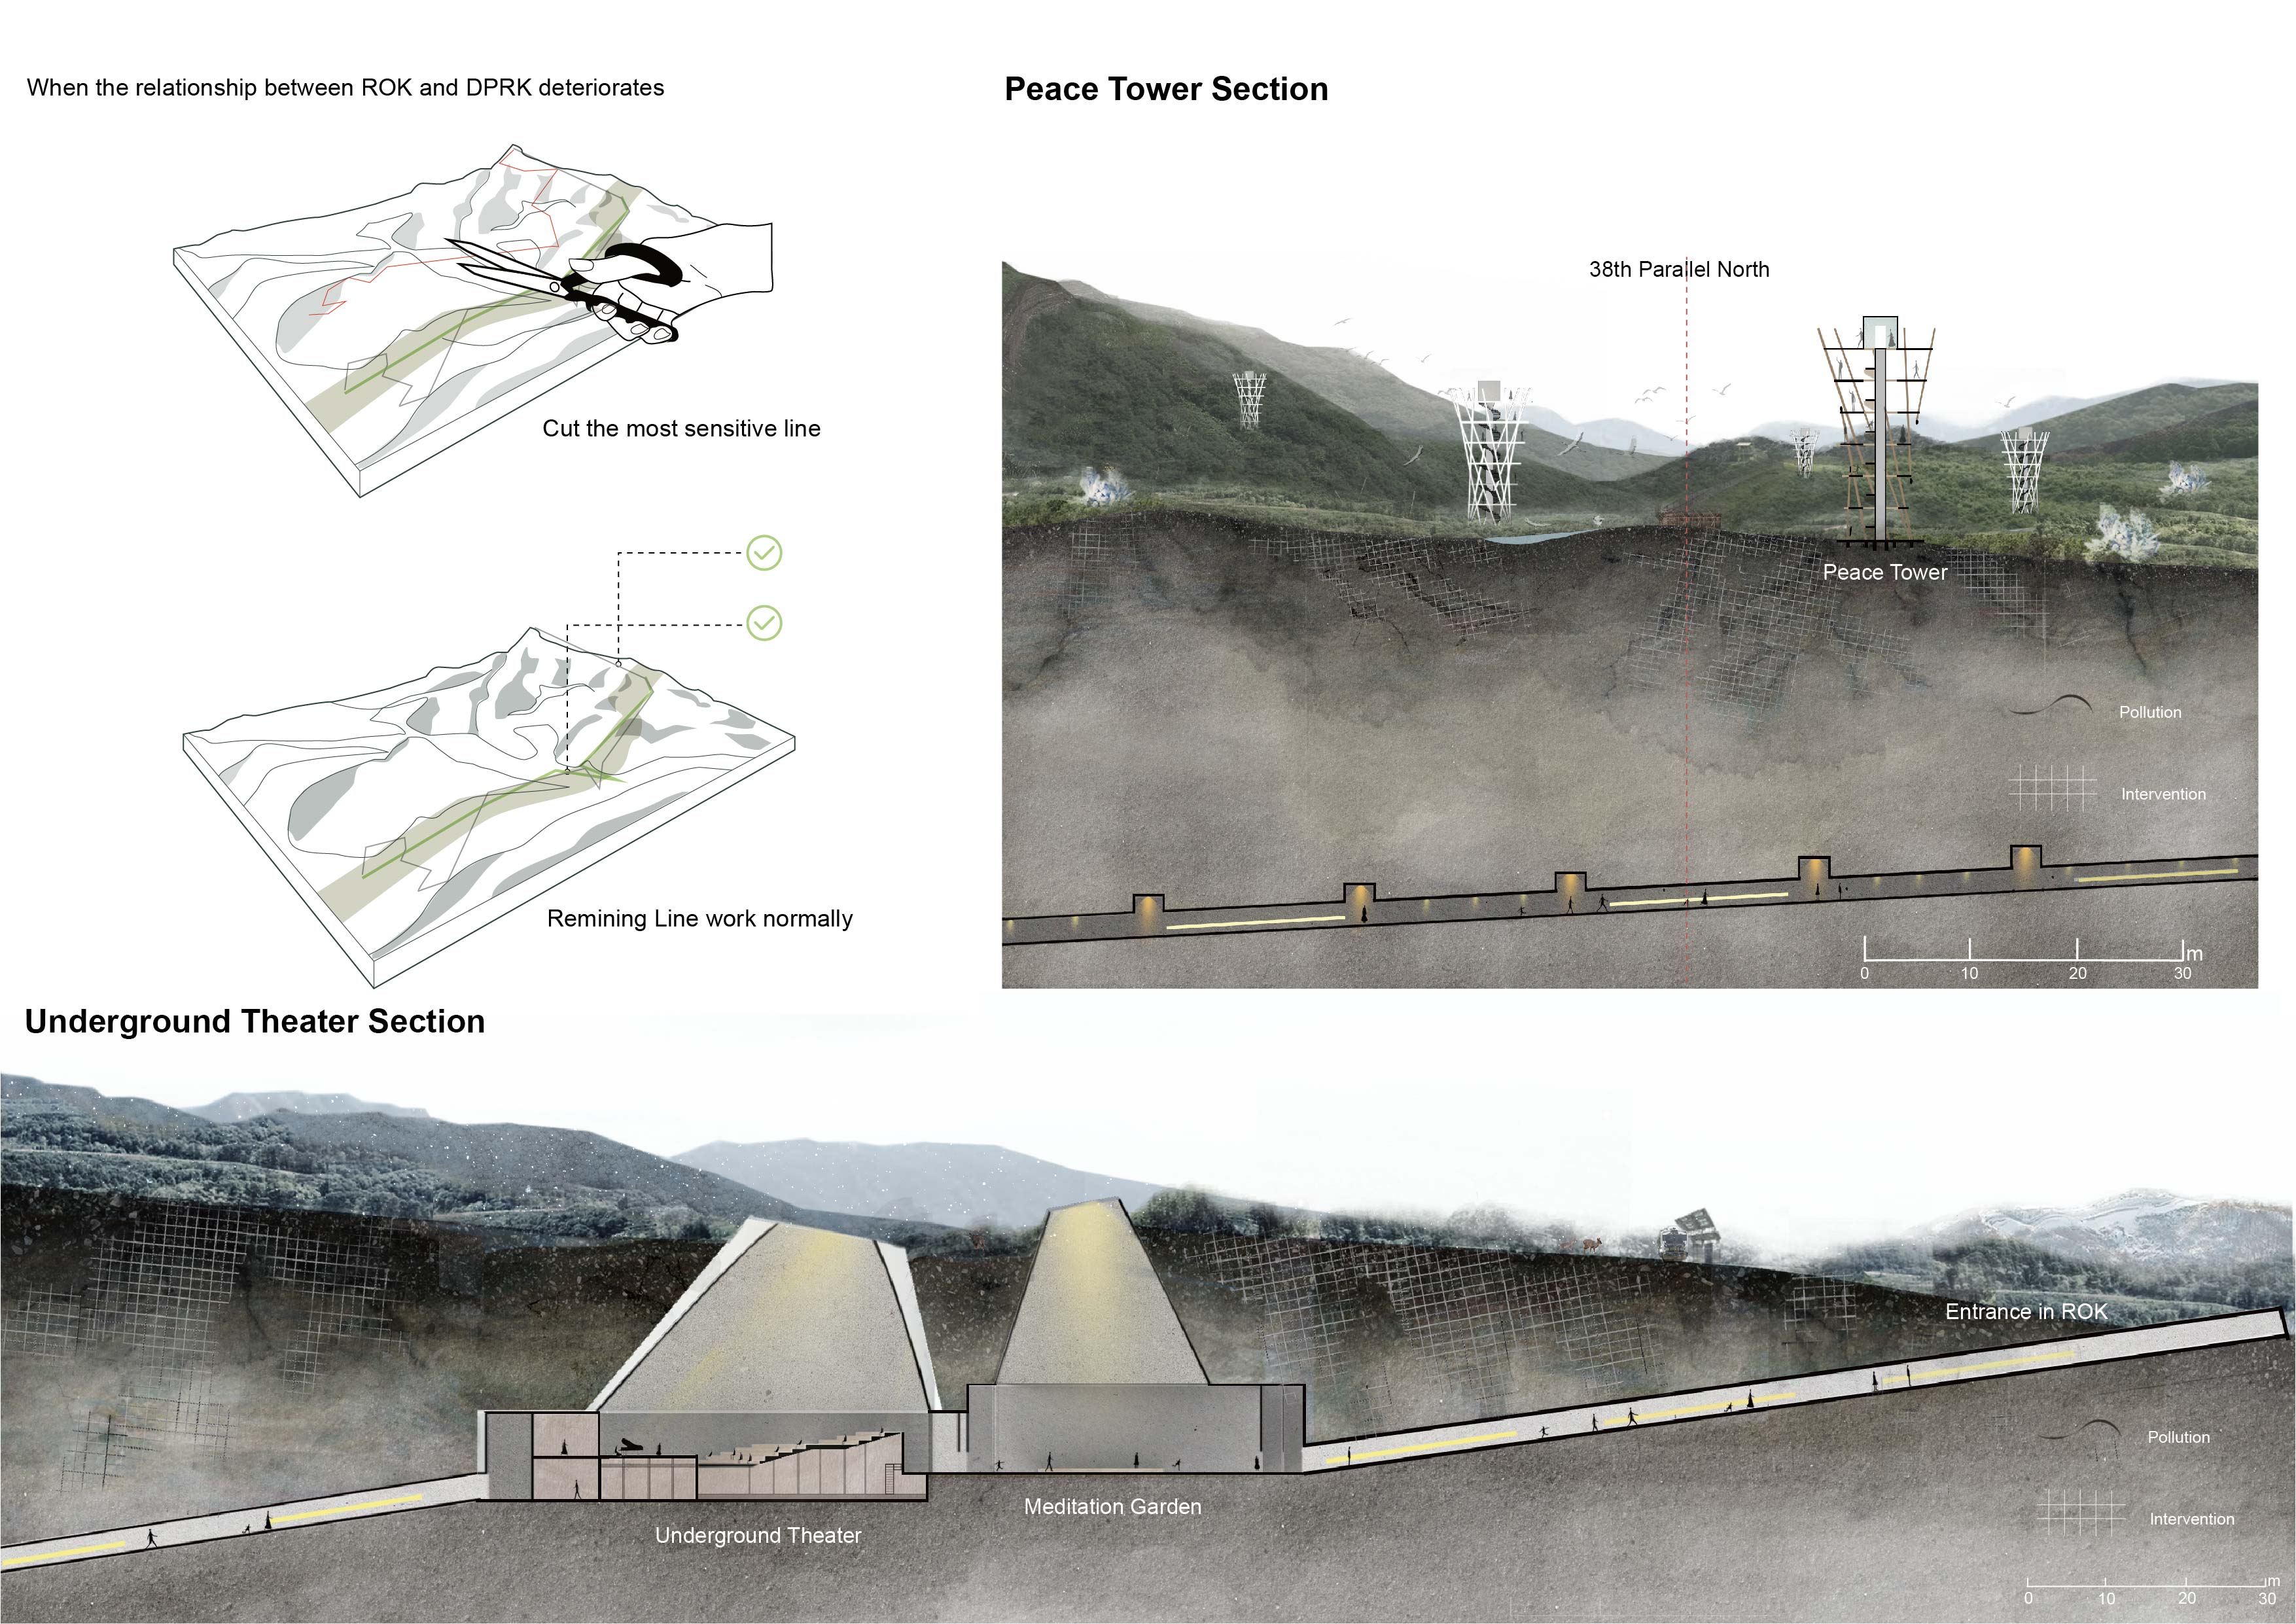 When the relationship between ROK and DPRK deteriorates
Cut the most sensitive line
Remining Line work normally
Peace Tower Section
38th Parallel North
Peace Tower
Pollution
Intervention
m
0 10 20 30
Underground Theater Section
Entrance in ROK
Meditation Garden
Underground Theater
Pollution
Intervention
m
0 10 20 30